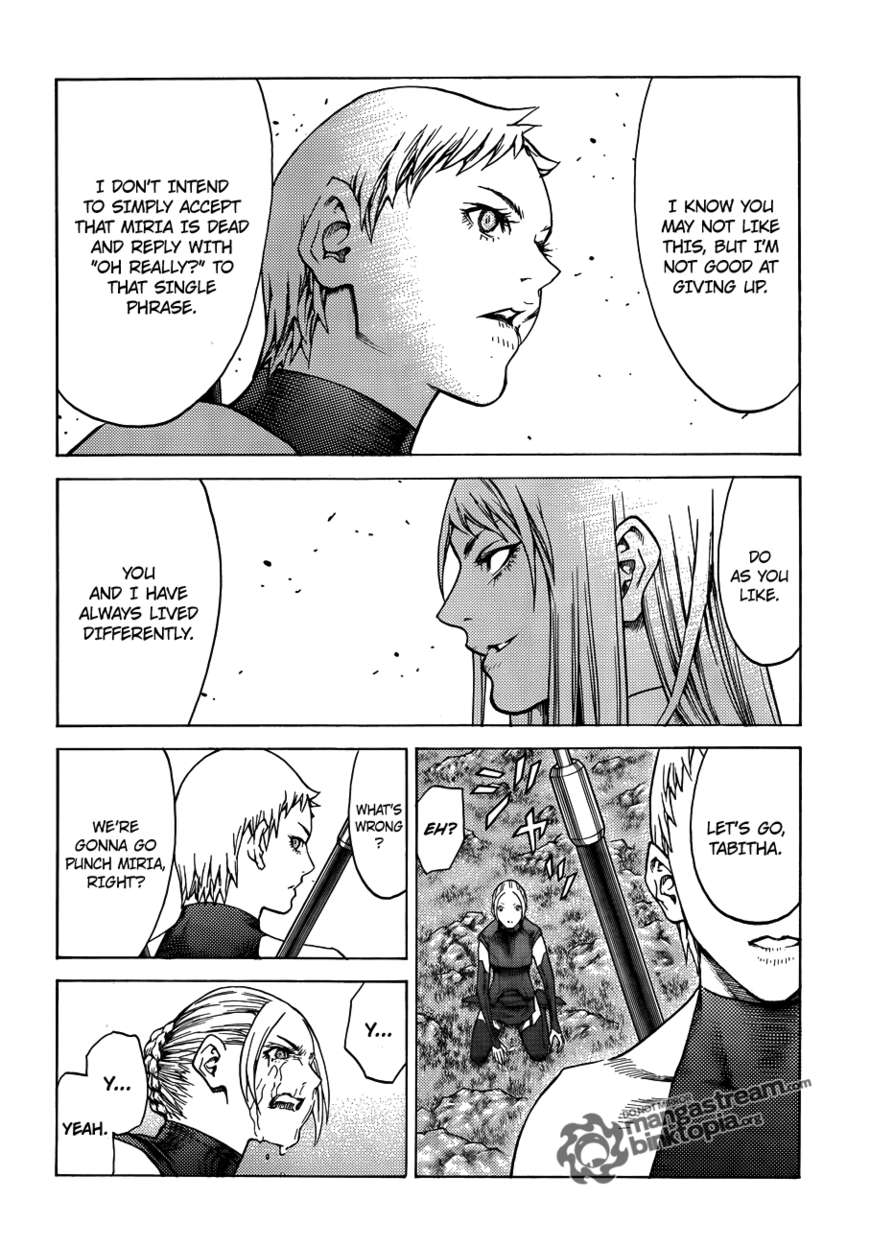 I KNOW YOU
MAY NOT LIKE
THIS, BUT I'M
NOT GOOD AT
GIVING UP.
I DON'T INTEND
TO SIMPLY ACCEPT
THAT MIRIA IS DEAD
AND REPLY WITH
"OH REALLY?" TO
THAT SINGLE
PHRASE.
DO
AS YOU
LIKE.
YOU
AND I HAVE
ALWAYS LIVED
DIFFERENTLY.
LET'S GO,
TABITHA.
EH?
WHAT'S
WRONG
?
WE'RE
GONNA GO
PUNCH MIRIA,
RIGHT?
Y...
Y...
YEAH.
DO NOT MIRROR
mangastream.com
binktopia.org